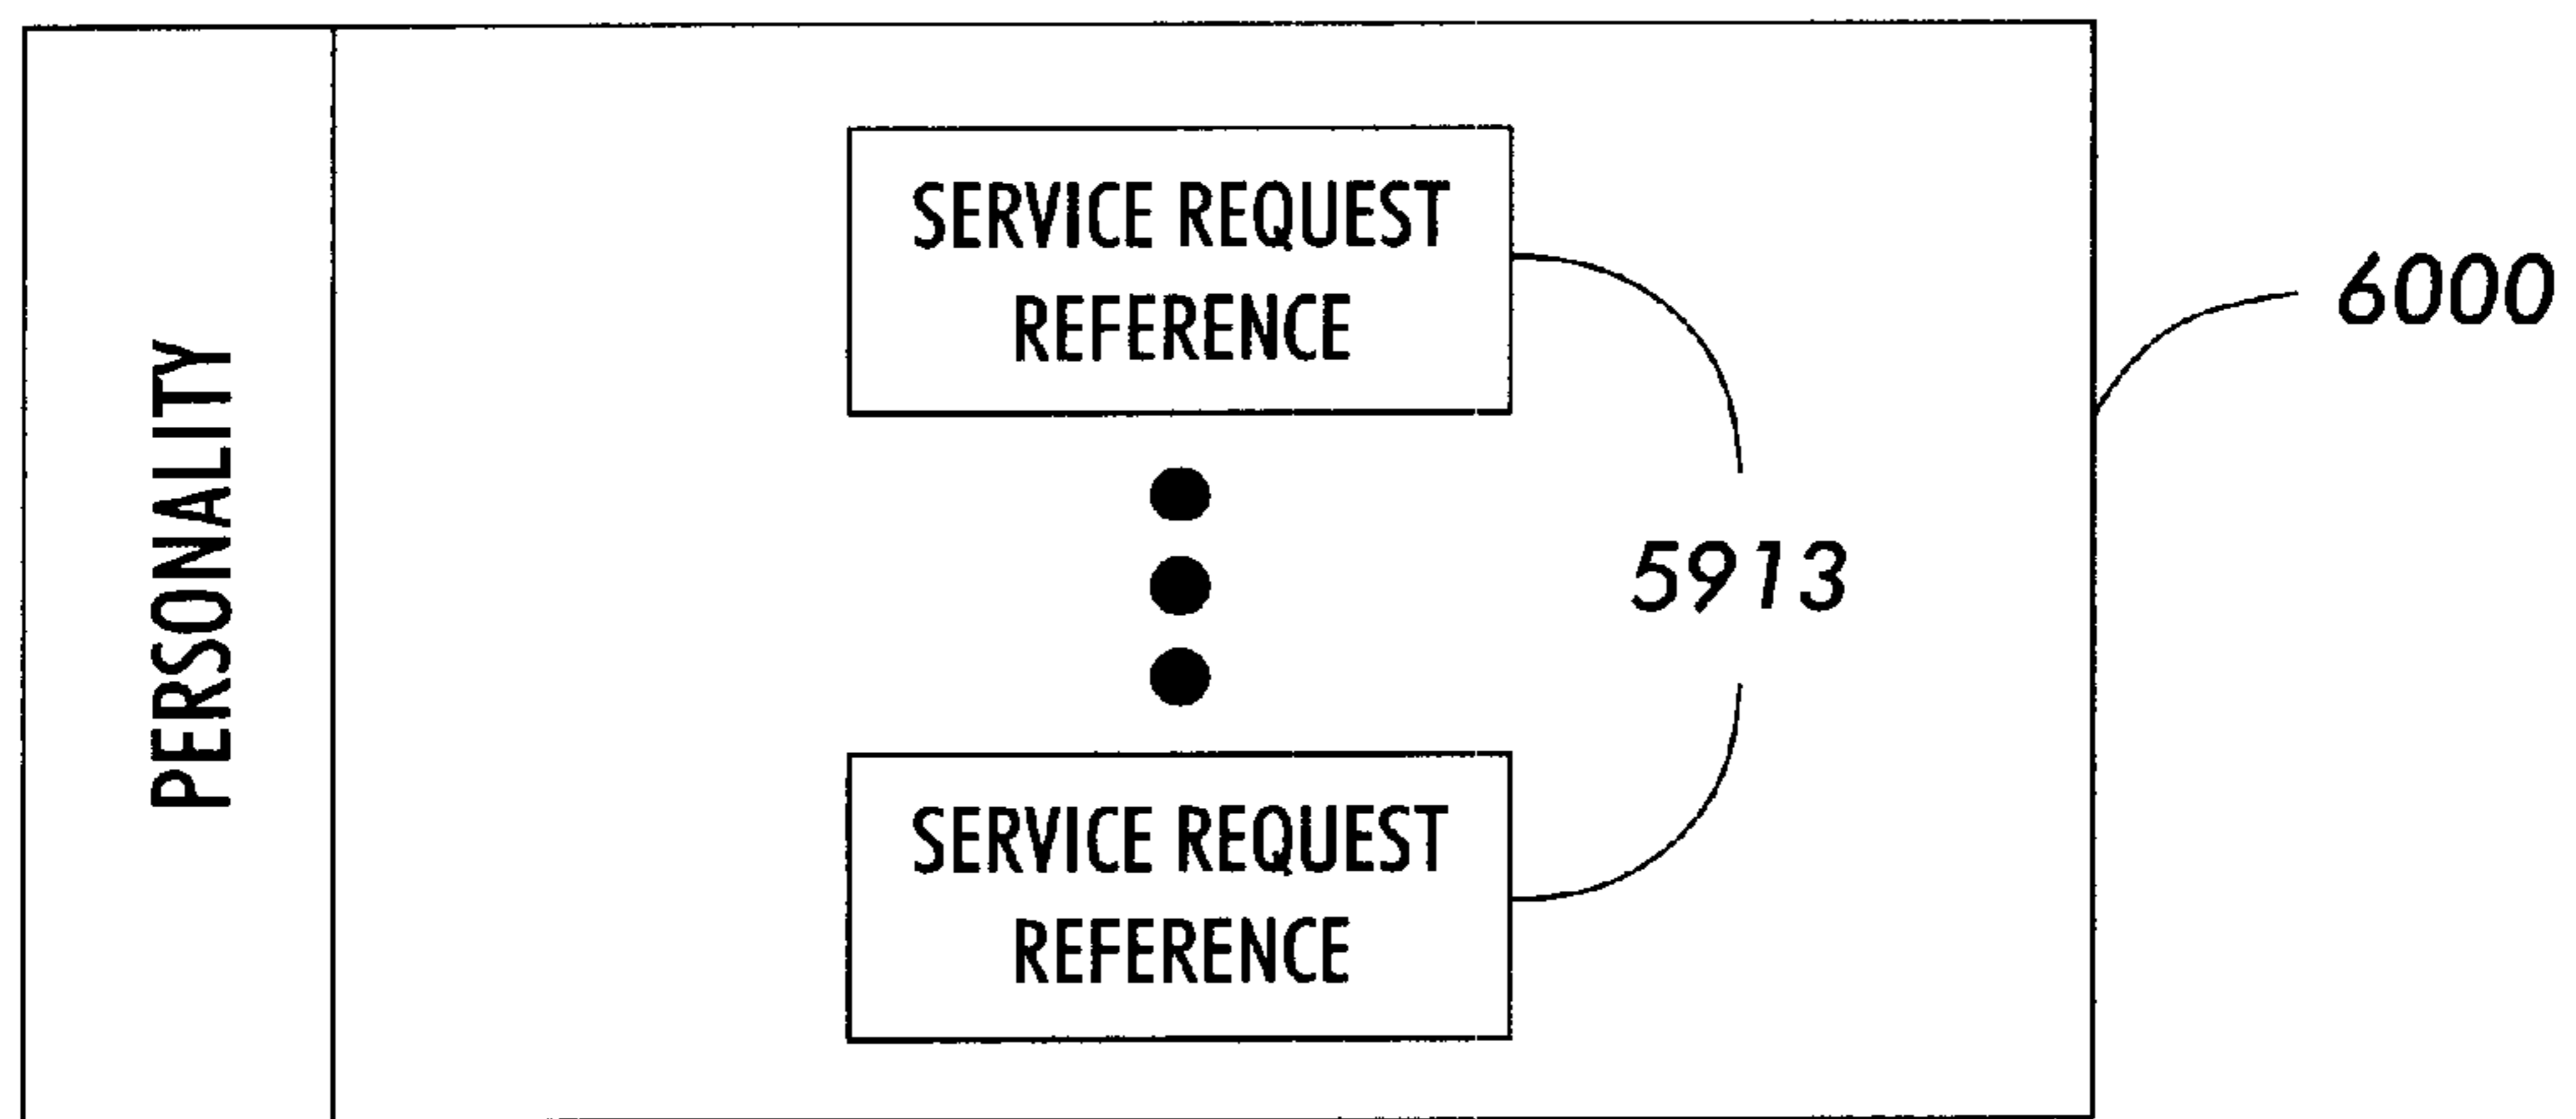 PERSONALITY
SERVICE REQUEST
REFERENCE
6000
5913
SERVICE REQUEST
REFERENCE